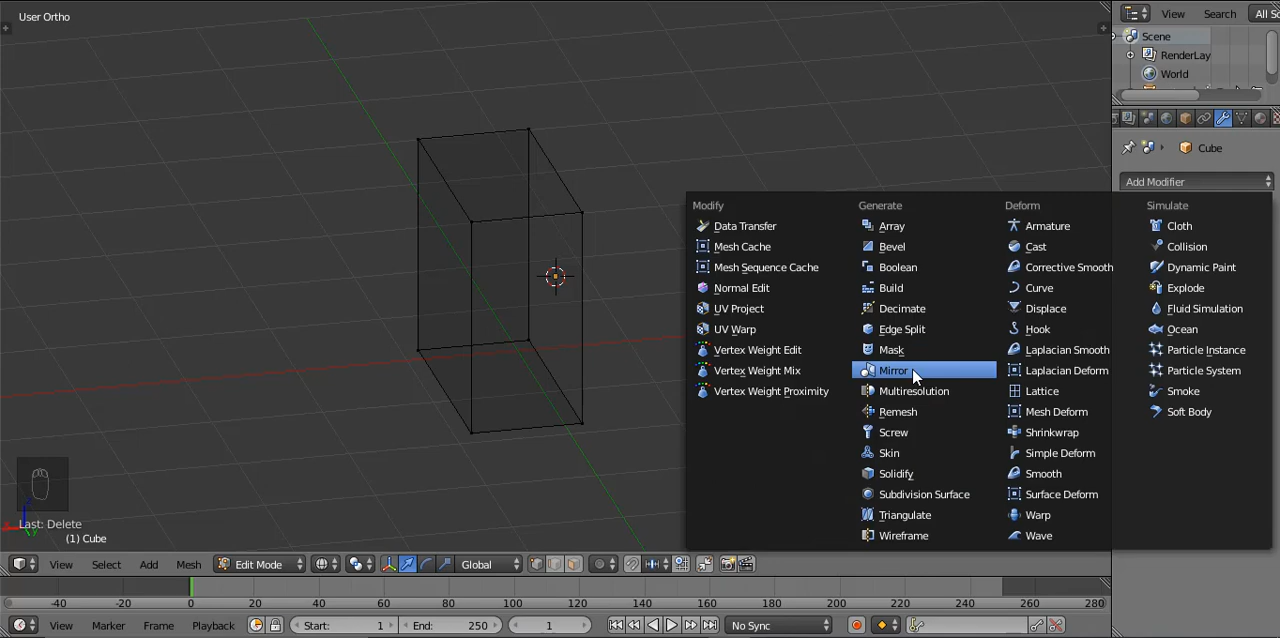 User Ortho
View Search All Sc
Scene
RenderLay
World
Cube
Add Modifier
Modify
Data Transfer
Mesh Cache
Mesh Sequence Cache
Normal Edit
UV Project
UV Warp
Vertex Weight Edit
Vertex Weight Mix
Vertex Weight Proximity
Generate
Array
Bevel
Boolean
Build
Decimate
Edge Split
Mask
Mirror
Multiresolution
Remesh
Screw
Skin
Solidify
Subdivision Surface
Triangulate
Wireframe
Deform
Armature
Cast
Corrective Smooth
Curve
Displace
Hook
Laplacian Smooth
Laplacian Deform
Lattice
Mesh Deform
Shrinkwrap
Simple Deform
Smooth
Surface Deform
Warp
Wave
Simulate
Cloth
Collision
Dynamic Paint
Explode
Fluid Simulation
Ocean
Particle Instance
Particle System
Smoke
Soft Body
Last: Delete
(1) Cube
View Select Add Mesh Edit Mode Global
-40 -20 0 20 40 60 80 100 120 140 160 180 200 220 240 260 280
View Marker Frame Playback Start: 1 End: 250 1 No Sync